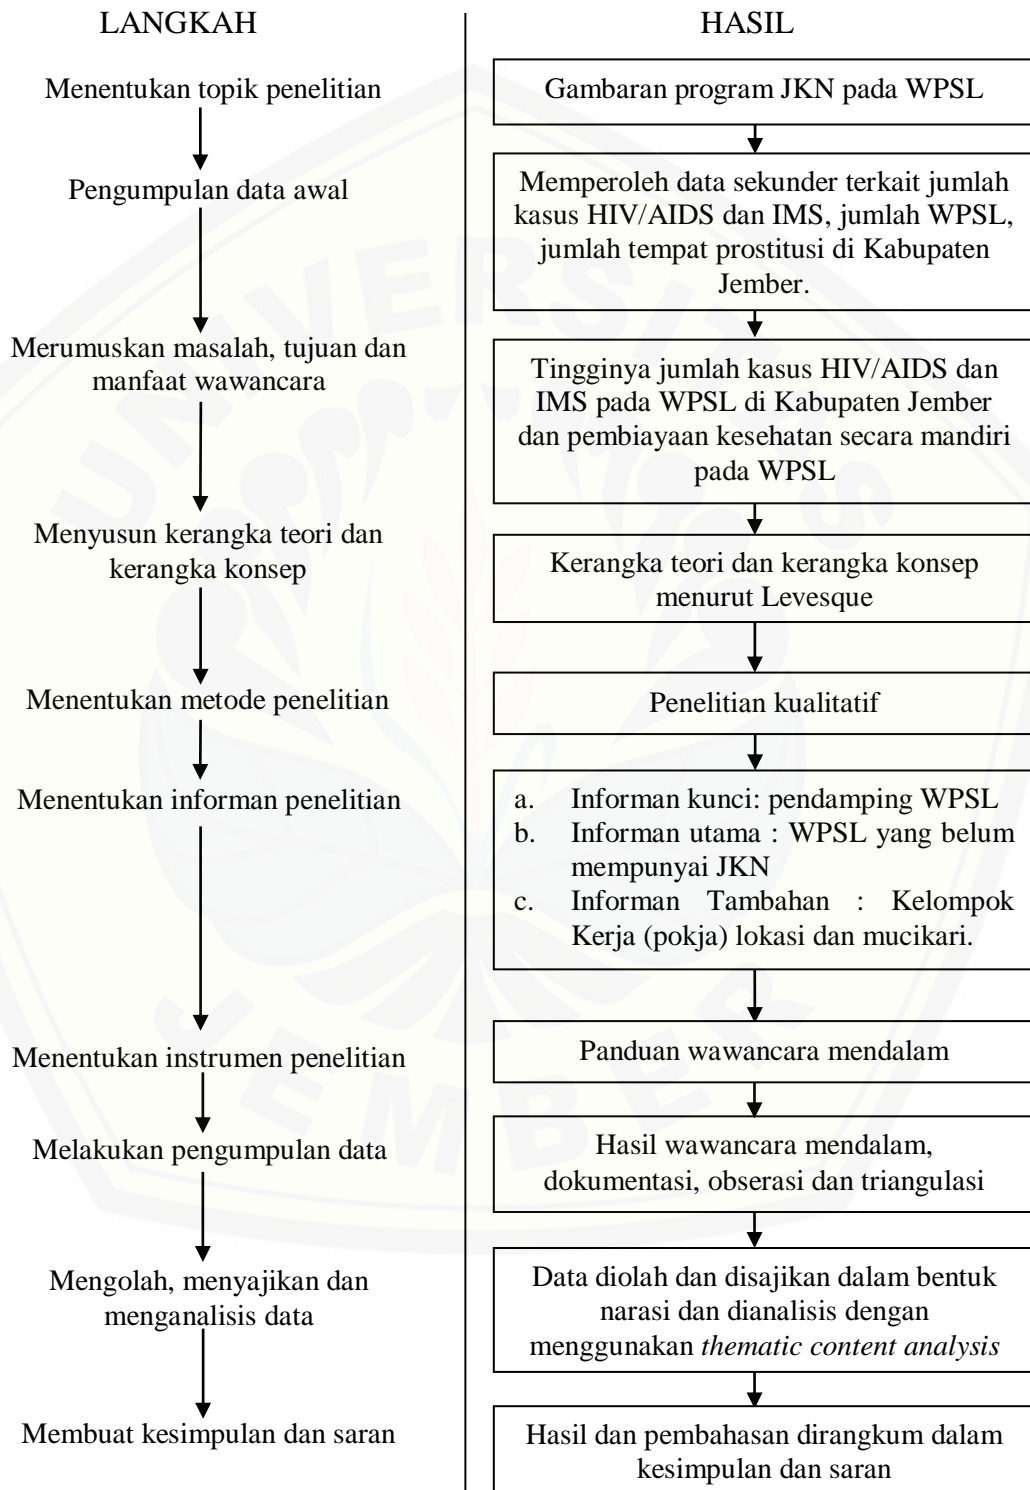 LANGKAH
HASIL
Menentukan topik penelitian
Gambaran program JKN pada WPSL
Pengumpulan data awal
Memperoleh data sekunder terkait jumlah
kasus HIV/AIDS dan IMS, jumlah WPSL,
jumlah tempat prostitusi di Kabupaten
Jember.
Merumuskan masalah, tujuan dan
manfaat wawancara
Tingginya jumlah kasus HIV/AIDS dan
IMS pada WPSL di Kabupaten Jember
dan pembiayaan kesehatan secara mandiri
pada WPSL
Menyusun kerangka teori dan
kerangka konsep
Kerangka teori dan kerangka konsep
menurut Levesque
Menentukan metode penelitian
Penelitian kualitatif
Menentukan informan penelitian
a. Informan kunci: pendamping WPSL
b. Informan utama : WPSL yang belum
mempunyai JKN
c. Informan Tambahan : Kelompok
Kerja (pokja) lokasi dan mucikari.
Menentukan instrumen penelitian
Panduan wawancara mendalam
Melakukan pengumpulan data
Hasil wawancara mendalam,
dokumentasi, obserasi dan triangulasi
Mengolah, menyajikan dan
menganalisis data
Data diolah dan disajikan dalam bentuk
narasi dan dianalisis dengan
menggunakan thematic content analysis
Membuat kesimpulan dan saran
Hasil dan pembahasan dirangkum dalam
kesimpulan dan saran
UNIVERSITAS
JEMBER